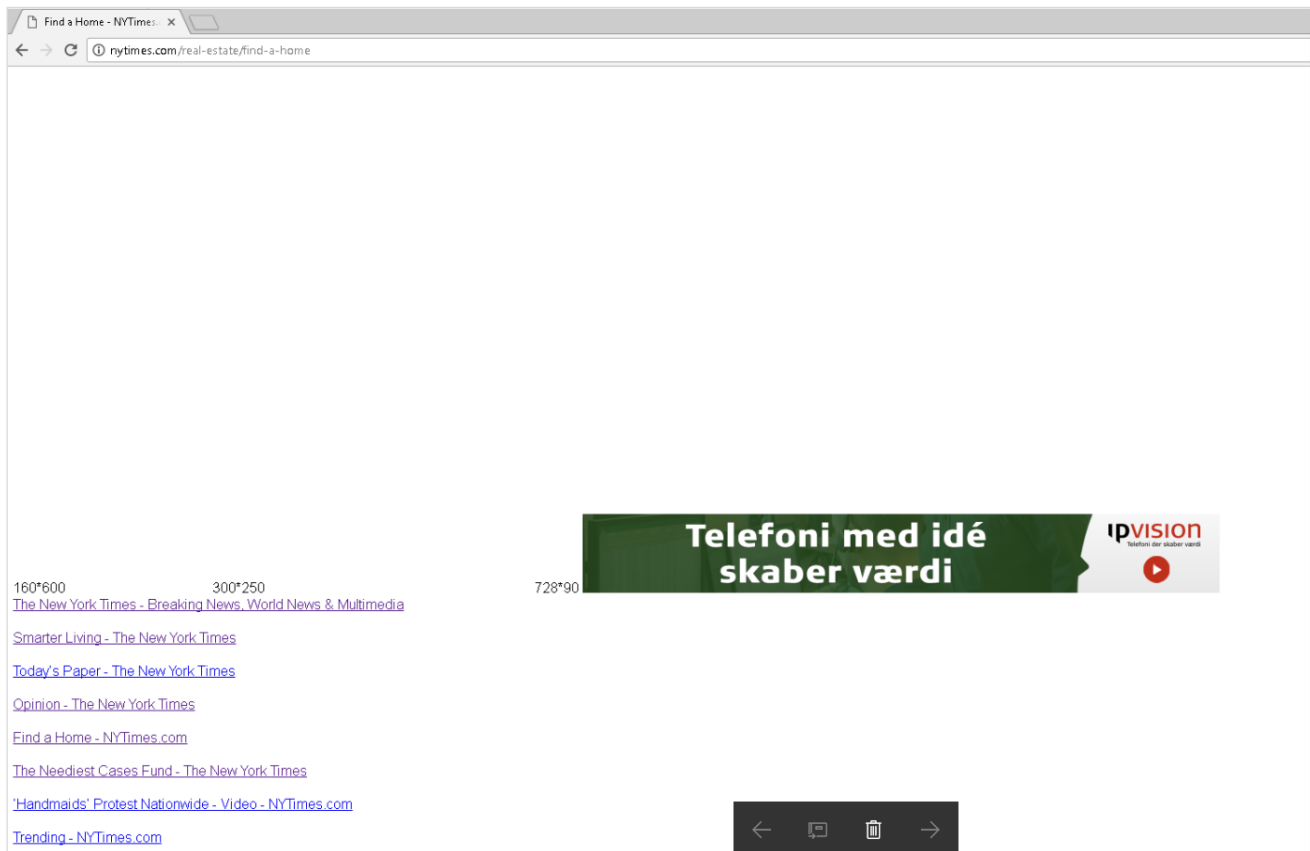 Find a Home - NYTimes.
nytimes.com/real-estate/find-a-home
Telefoni med idé
skaber værdi
ıpvısıon
Telefoni der skaber værdi
160*600 300*250 728*90
The New York Times - Breaking News, World News & Multimedia
Smarter Living - The New York Times
Today's Paper - The New York Times
Opinion - The New York Times
Find a Home - NYTimes.com
The Neediest Cases Fund - The New York Times
'Handmaids' Protest Nationwide - Video - NYTimes.com
Trending - NYTimes.com